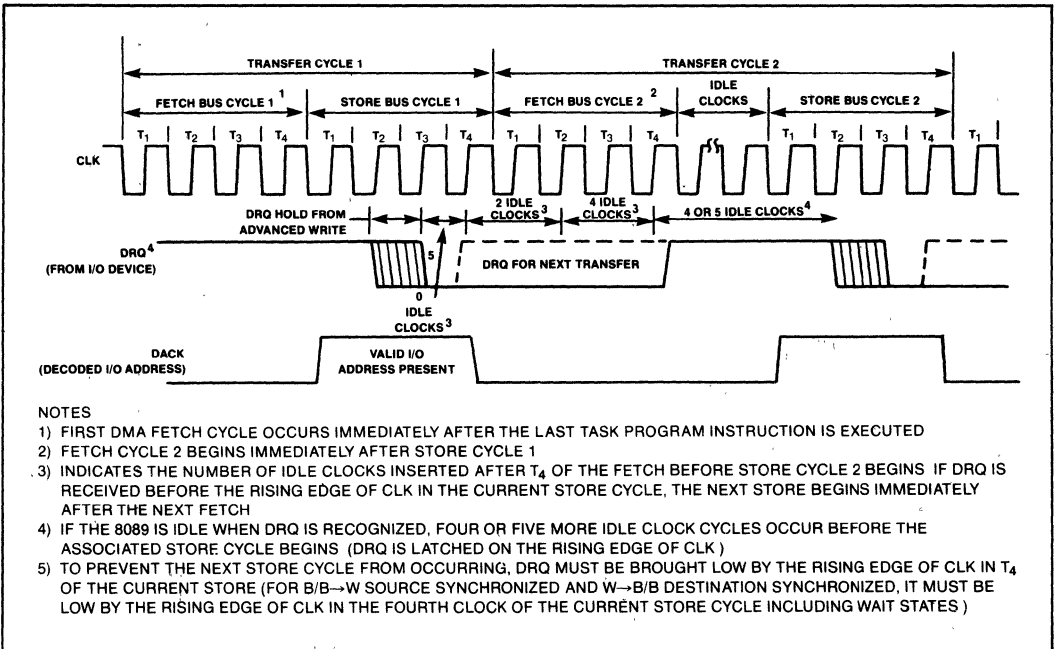 TRANSFER CYCLE 1 TRANSFER CYCLE 2
FETCH BUS CYCLE 1 1 STORE BUS CYCLE 1 FETCH BUS CYCLE 2 2 IDLE CLOCKS STORE BUS CYCLE 2
T1 T2 T3 T4 T1 T2 T3 T4 T1 T2 T3 T4 T1 T2 T3 T4 T1
CLK
DRQ HOLD FROM
ADVANCED WRITE
2 IDLE
CLOCKS3
4 IDLE
CLOCKS3
4 OR 5 IDLE CLOCKS4
DRQ4
(FROM I/O DEVICE)
5
DRQ FOR NEXT TRANSFER
0
IDLE
CLOCKS3
DACK
(DECODED I/O ADDRESS)
VALID I/O
ADDRESS PRESENT
NOTES
1) FIRST DMA FETCH CYCLE OCCURS IMMEDIATELY AFTER THE LAST TASK PROGRAM INSTRUCTION IS EXECUTED
2) FETCH CYCLE 2 BEGINS IMMEDIATELY AFTER STORE CYCLE 1
3) INDICATES THE NUMBER OF IDLE CLOCKS INSERTED AFTER T4 OF THE FETCH BEFORE STORE CYCLE 2 BEGINS IF DRQ IS
RECEIVED BEFORE THE RISING EDGE OF CLK IN THE CURRENT STORE CYCLE, THE NEXT STORE BEGINS IMMEDIATELY
AFTER THE NEXT FETCH
4) IF THE 8089 IS IDLE WHEN DRQ IS RECOGNIZED, FOUR OR FIVE MORE IDLE CLOCK CYCLES OCCUR BEFORE THE
ASSOCIATED STORE CYCLE BEGINS (DRQ IS LATCHED ON THE RISING EDGE OF CLK)
5) TO PREVENT THE NEXT STORE CYCLE FROM OCCURRING, DRQ MUST BE BROUGHT LOW BY THE RISING EDGE OF CLK IN T4
OF THE CURRENT STORE (FOR B/B→W SOURCE SYNCHRONIZED AND W→B/B DESTINATION SYNCHRONIZED, IT MUST BE
LOW BY THE RISING EDGE OF CLK IN THE FOURTH CLOCK OF THE CURRENT STORE CYCLE INCLUDING WAIT STATES)